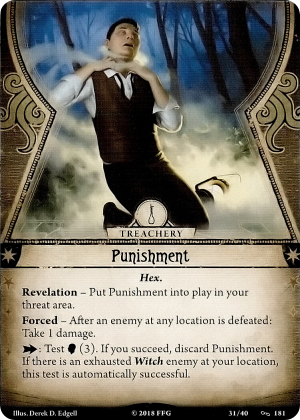 TREACHERY
Punishment
Hex.
Revelation – Put Punishment into play in your
threat area.
Forced – After an enemy at any location is defeated:
Take 1 damage.
: Test (3). If you succeed, discard Punishment.
If there is an exhausted Witch enemy at your location,
this test is automatically successful.
Illus. Derek D. Edgell © 2018 FFG 31/40 181